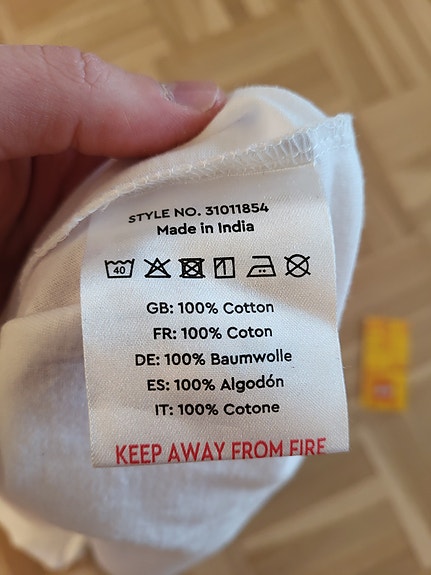 STYLE NO. 31011854
Made in India
40
GB: 100% Cotton
FR: 100% Coton
DE: 100% Baumwolle
ES: 100% Algodón
IT: 100% Cotone
KEEP AWAY FROM FIRE